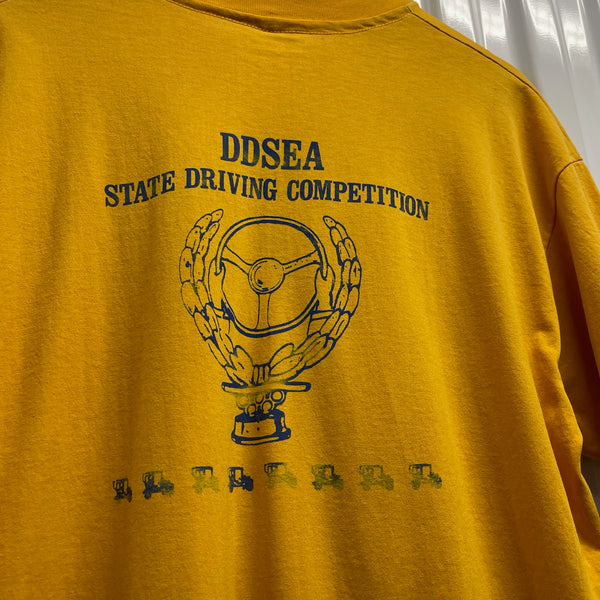 DDSEA
STATE DRIVING COMPETITION